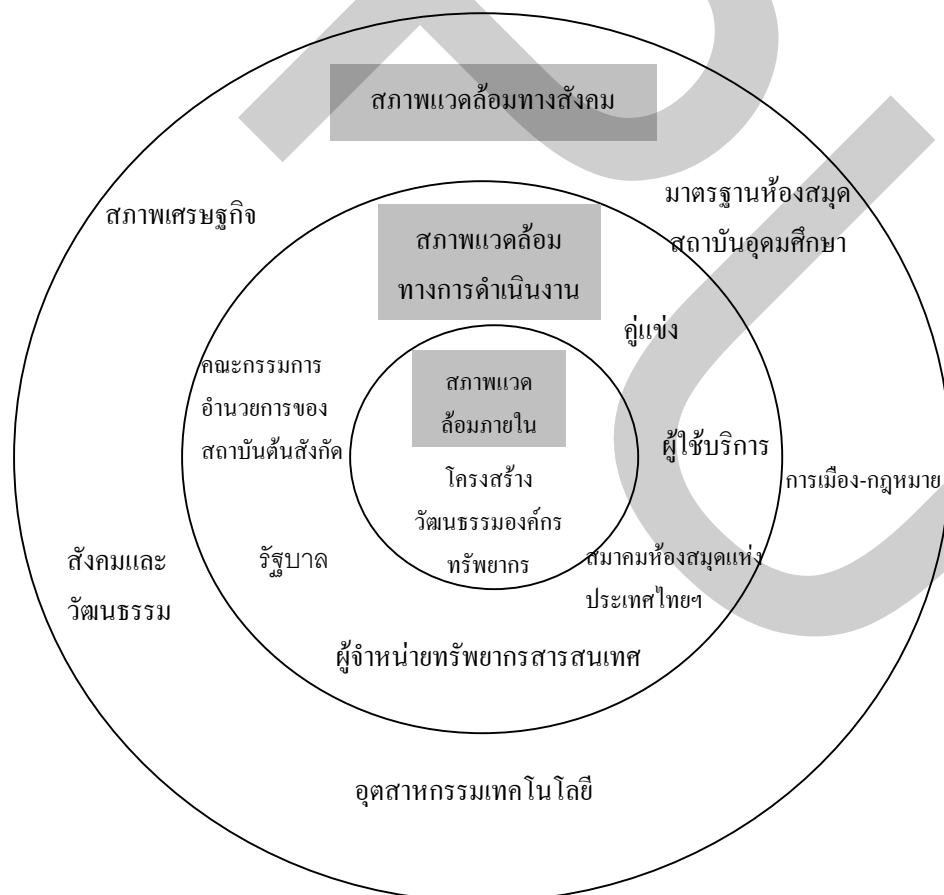 สภาพแวดล้อมทางสังคม
สภาพเศรษฐกิจ
มาตรฐานห้องสมุด
สถาบันอุดมศึกษา
สภาพแวดล้อม
ทางการดำเนินงาน
คู่แข่ง
คณะกรรมการ
อำนวยการของ
สถาบันต้นสังกัด
สภาพแวด
ล้อมภายใน
โครงสร้าง
วัฒนธรรมองค์กร
ทรัพยากร
ผู้ใช้บริการ
การเมือง-กฎหมาย
สังคมและ
วัฒนธรรม
รัฐบาล
สมาคมห้องสมุดแห่ง
ประเทศไทยฯ
ผู้จำหน่ายทรัพยากรสารสนเทศ
อุตสาหกรรมเทคโนโลยี